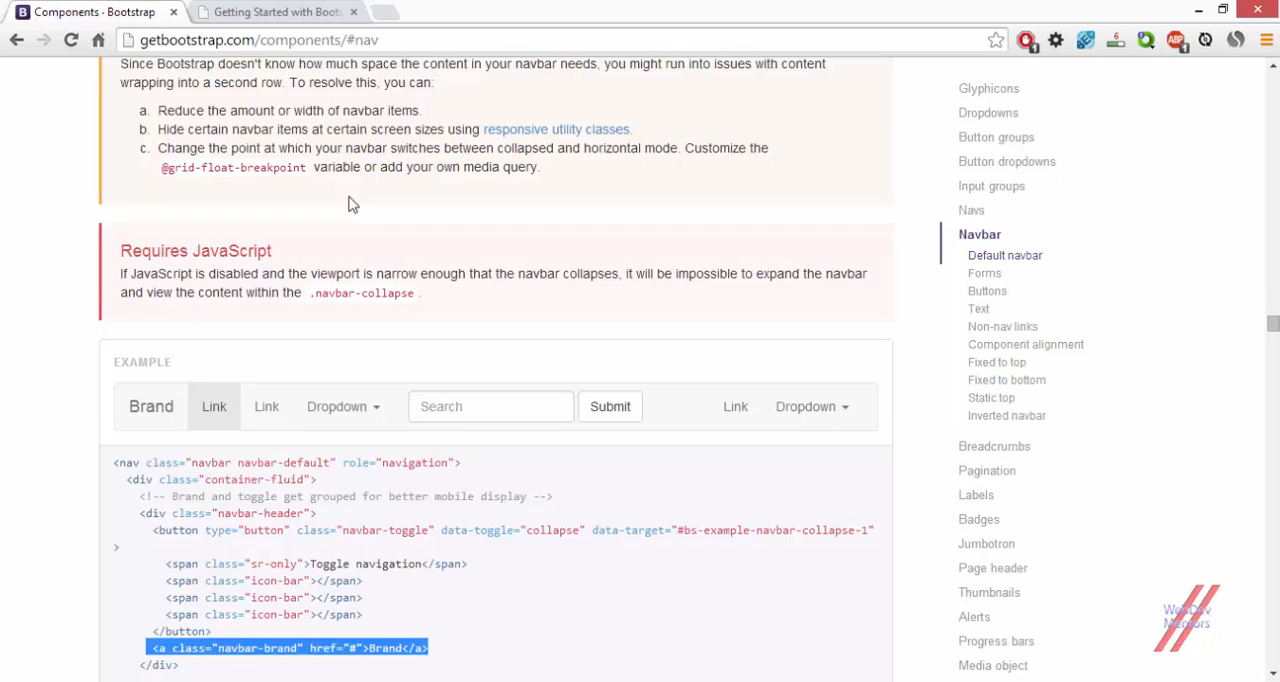 Components · Bootstrap
Getting Started with Boots
getbootstrap.com/components/#nav
Since Bootstrap doesn't know how much space the content in your navbar needs, you might run into issues with content
wrapping into a second row. To resolve this, you can:
a. Reduce the amount or width of navbar items.
b. Hide certain navbar items at certain screen sizes using responsive utility classes.
c. Change the point at which your navbar switches between collapsed and horizontal mode. Customize the
@grid-float-breakpoint variable or add your own media query.
Requires JavaScript
If JavaScript is disabled and the viewport is narrow enough that the navbar collapses, it will be impossible to expand the navbar
and view the content within the .navbar-collapse .
EXAMPLE
Brand Link Link Dropdown Search Submit Link Dropdown
<nav class="navbar navbar-default" role="navigation">
<div class="container-fluid">
<!-- Brand and toggle get grouped for better mobile display -->
<div class="navbar-header">
<button type="button" class="navbar-toggle" data-toggle="collapse" data-target="#bs-example-navbar-collapse-1"
>
<span class="sr-only">Toggle navigation</span>
<span class="icon-bar"></span>
<span class="icon-bar"></span>
<span class="icon-bar"></span>
</button>
<a class="navbar-brand" href="#">Brand</a>
</div>
Glyphicons
Dropdowns
Button groups
Button dropdowns
Input groups
Navs
Navbar
Default navbar
Forms
Buttons
Text
Non-nav links
Component alignment
Fixed to top
Fixed to bottom
Static top
Inverted navbar
Breadcrumbs
Pagination
Labels
Badges
Jumbotron
Page header
Thumbnails
Alerts
Progress bars
Media object
WebDev
Mentors